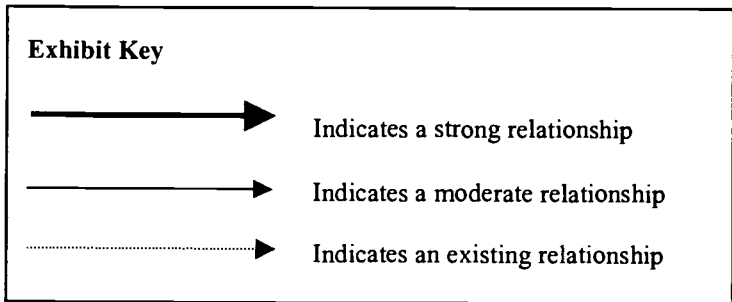 Exhibit Key
Indicates a strong relationship
Indicates a moderate relationship
Indicates an existing relationship